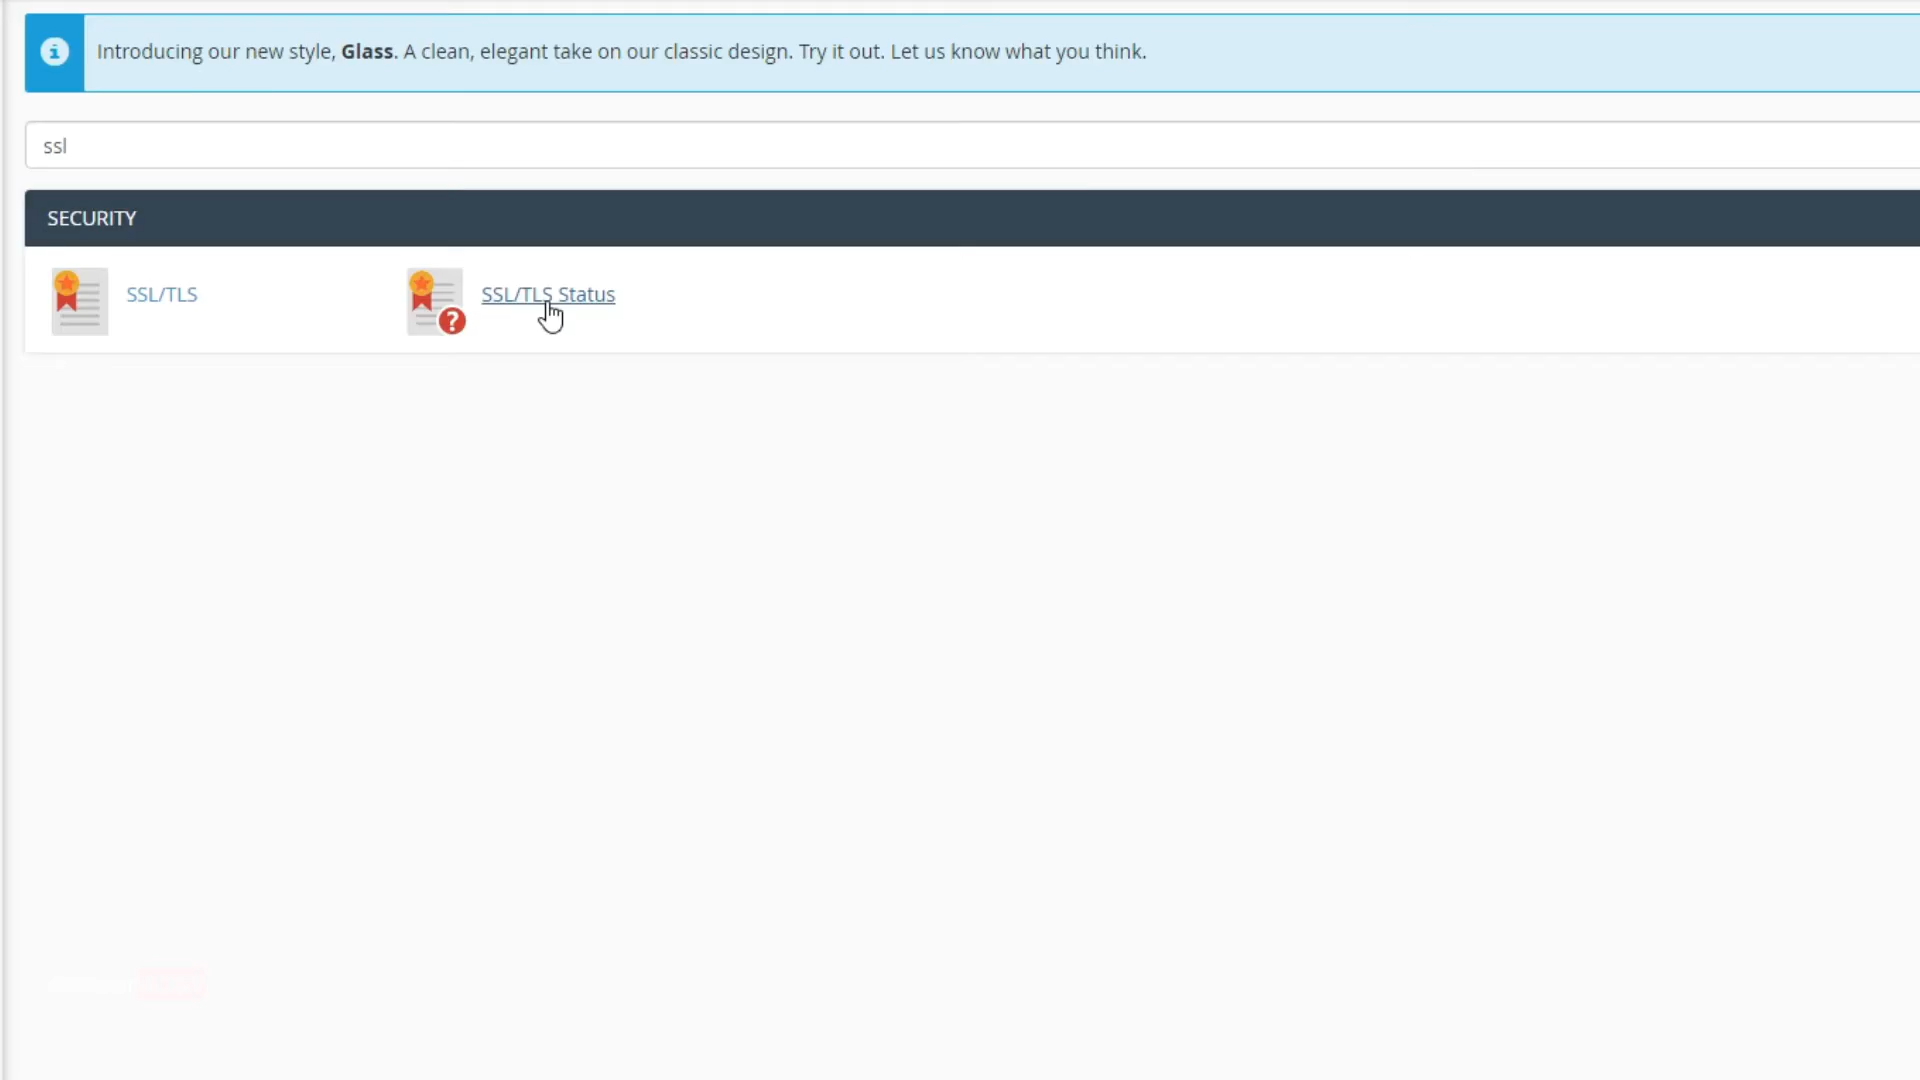 Introducing our new style, Glass. A clean, elegant take on our classic design. Try it out. Let us know what you think.
ssl
SECURITY
SSL/TLS
SSL/TLS Status